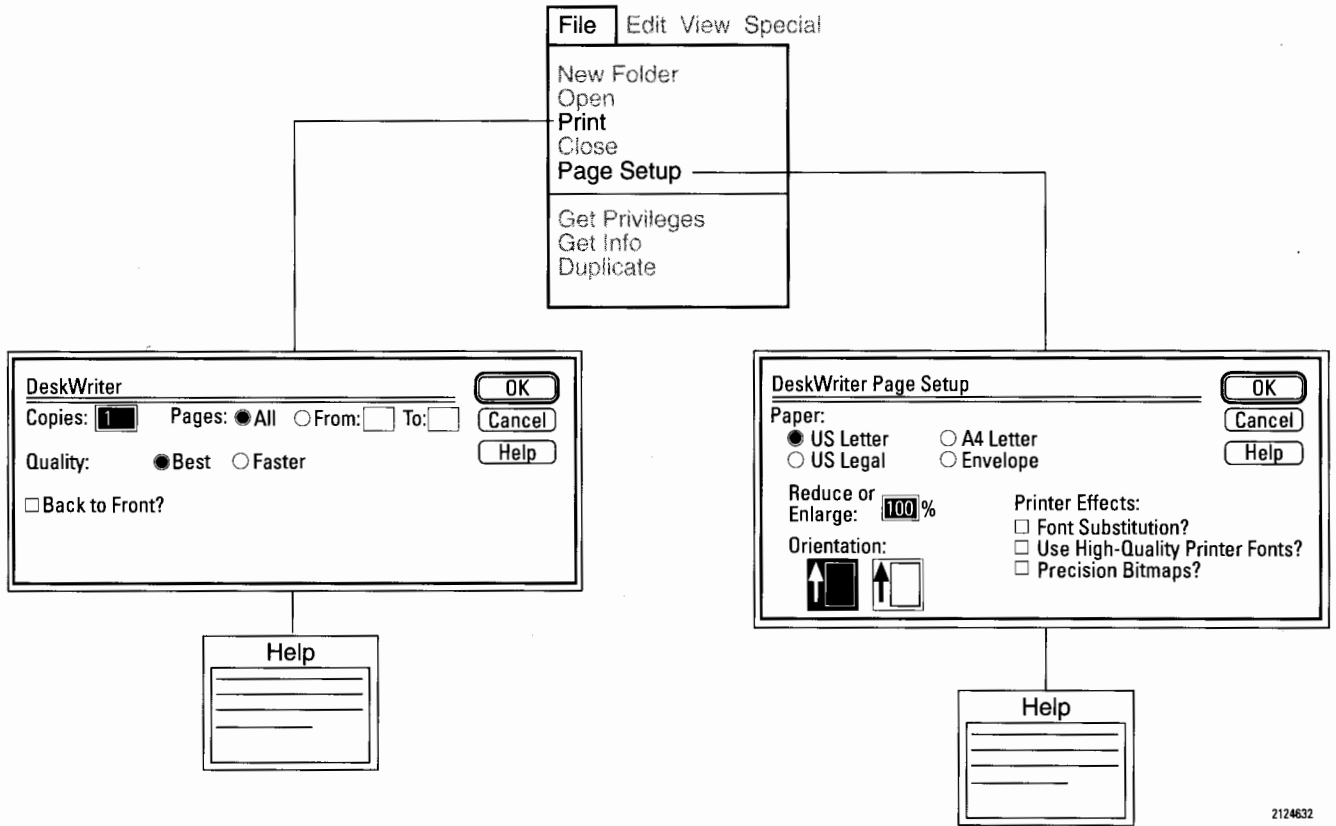 File Edit View Special
New Folder
Open
Print
Close
Page Setup
Get Privileges
Get Info
Duplicate
DeskWriter
OK
Copies: 1 Pages: All From: To:
Cancel
Quality: Best Faster
Help
Back to Front?
Help
DeskWriter Page Setup
OK
Paper:
Cancel
US Letter A4 Letter
US Legal Envelope
Help
Reduce or
Enlarge: 100 %
Printer Effects:
Font Substitution?
Use High-Quality Printer Fonts?
Precision Bitmaps?
Orientation:
Help
2124632